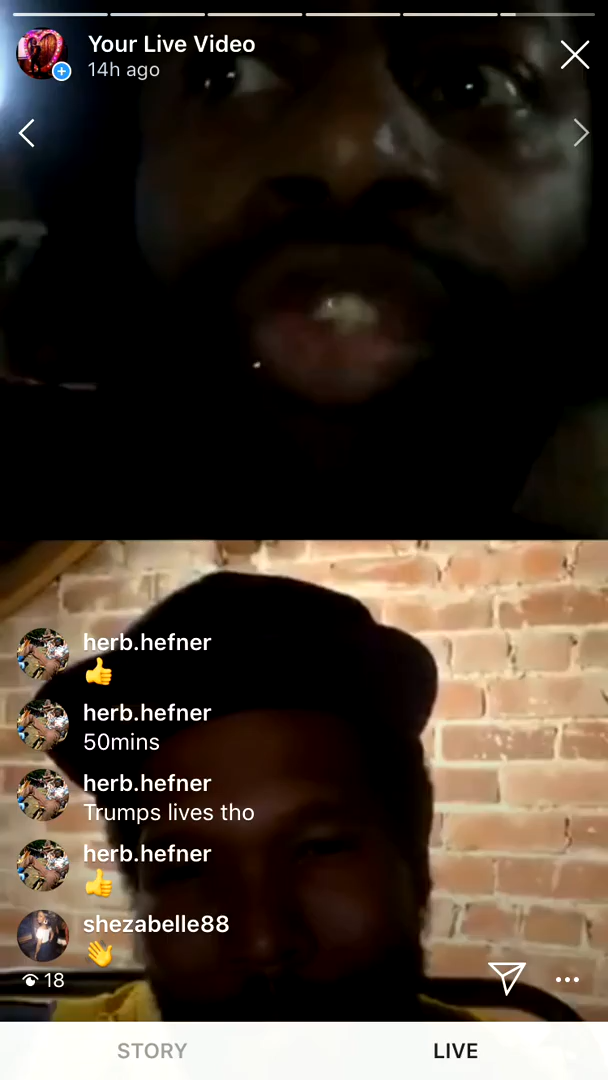 Your Live Video
14h ago
herb.hefner
👍
herb.hefner
50mins
herb.hefner
Trumps lives tho
herb.hefner
👍
shezabelle88
👋
18
STORY
LIVE